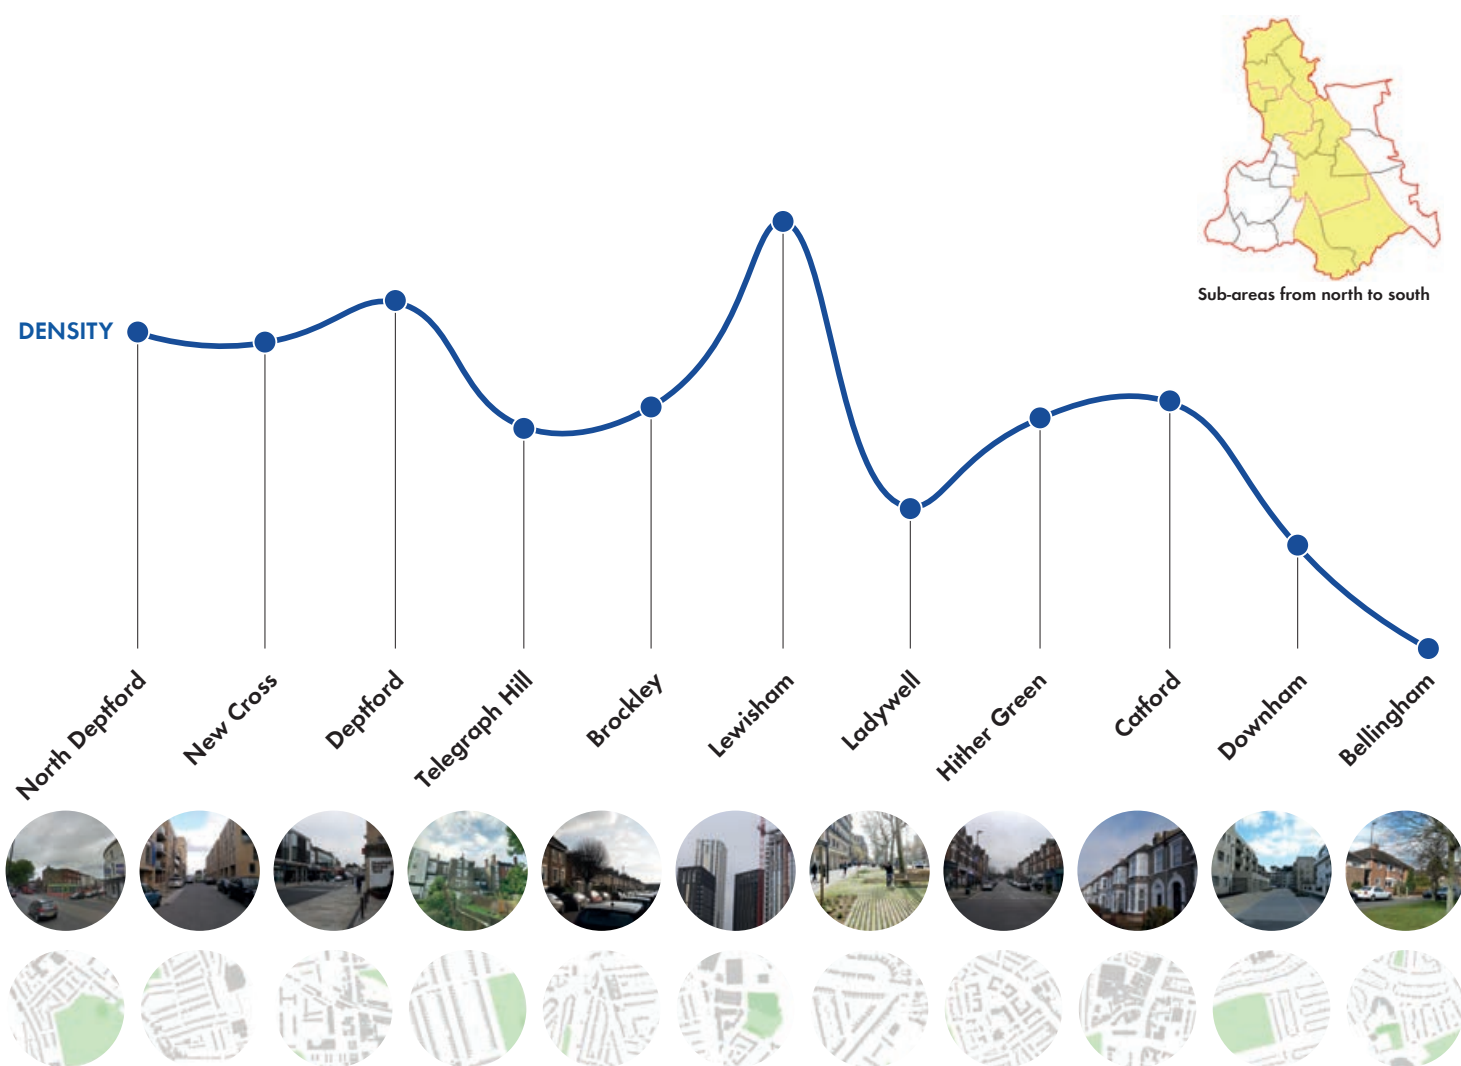 Sub-areas from north to south
DENSITY
North Deptford
New Cross
Deptford
Telegraph Hill
Brockley
Lewisham
Ladywell
Hither Green
Catford
Downham
Bellingham